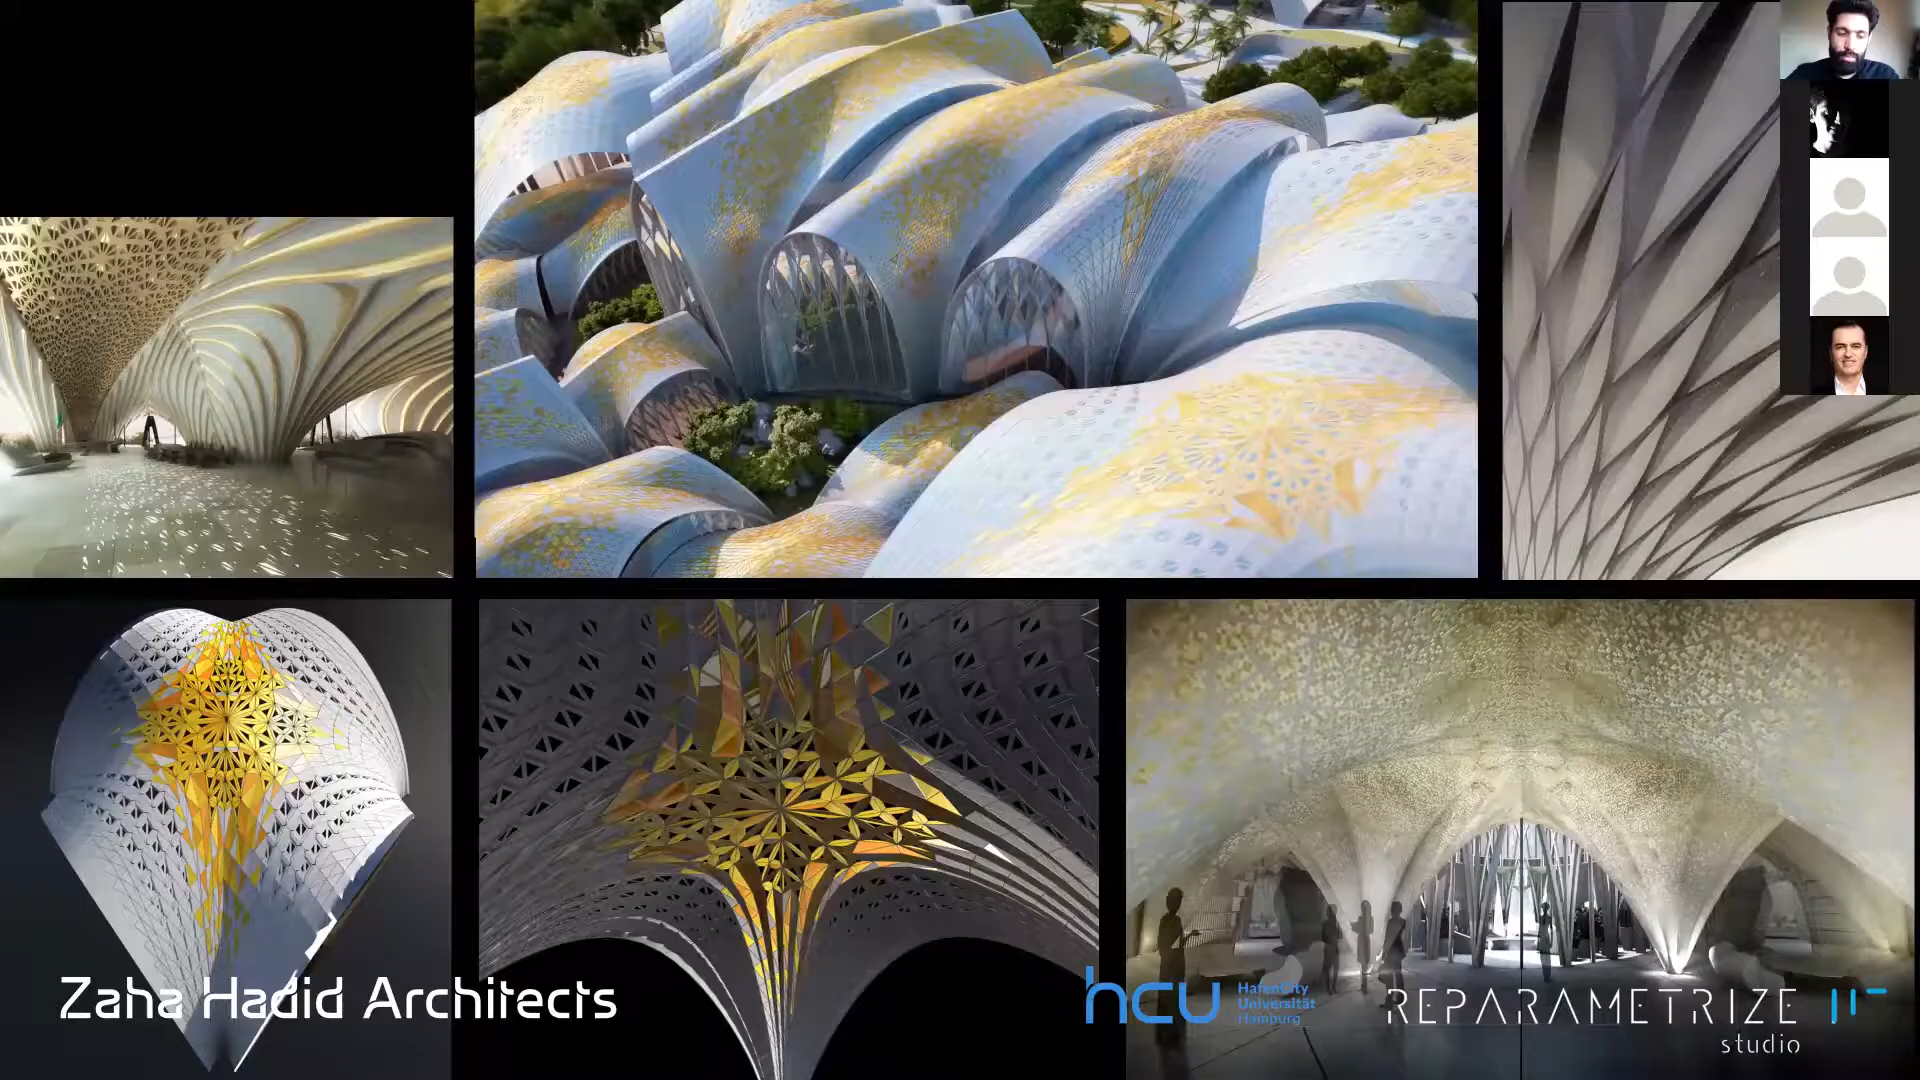 Zaha Hadid Architects
hcu
HafenCity
Universität
Hamburg
REPARAMETRIZE
studio